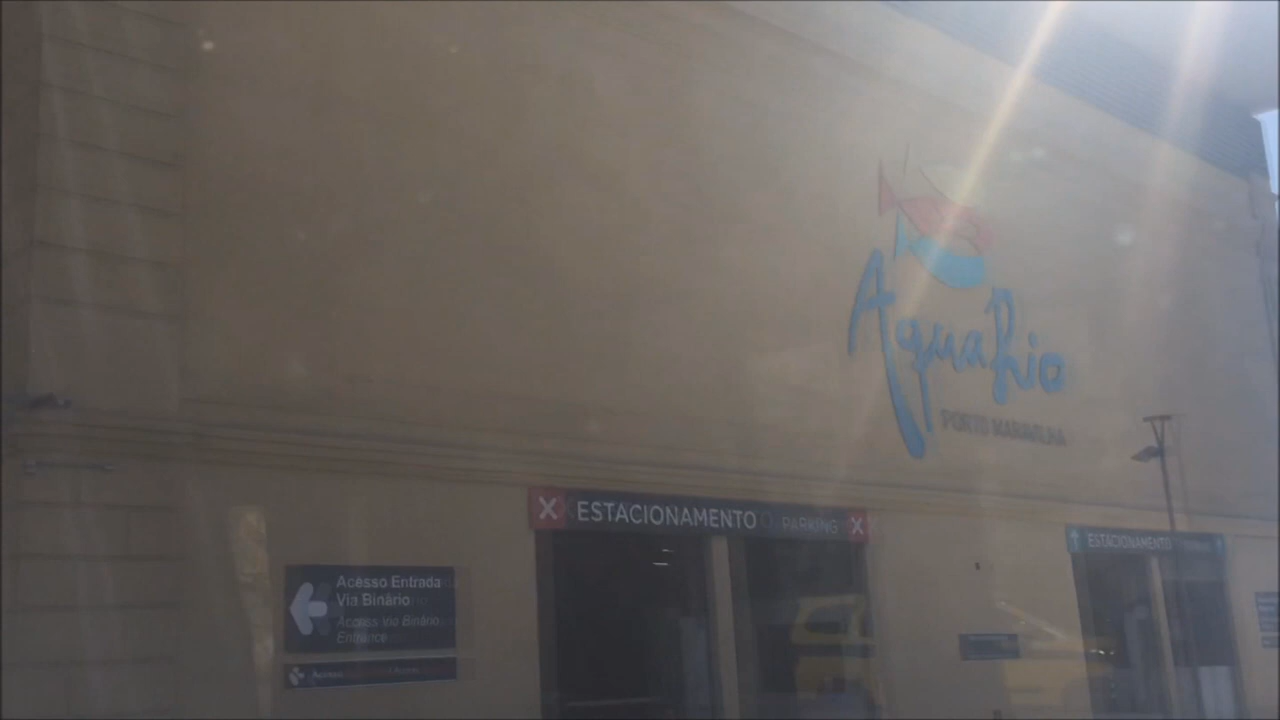 AquaRio
PORTO MARAVILHA
ESTACIONAMENTO PARKING
ESTACIONAMENTO
Acesso Entrada
Via Binário
Access Via Binário
Entrance